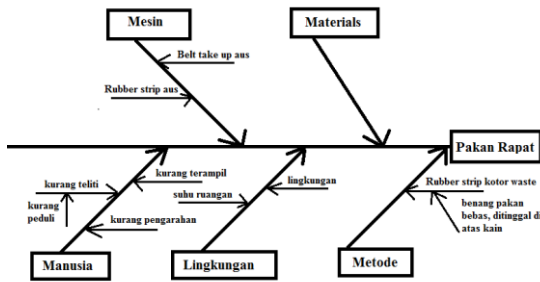 Mesin
Materials
Belt take up aus
Rubber strip aus
Pakan Rapat
kurang terampil
kurang teliti
kurang
peduli
kurang pengarahan
lingkungan
suhu ruangan
Rubber strip kotor waste
benang pakan
bebas, ditinggal di
atas kain
Manusia
Lingkungan
Metode